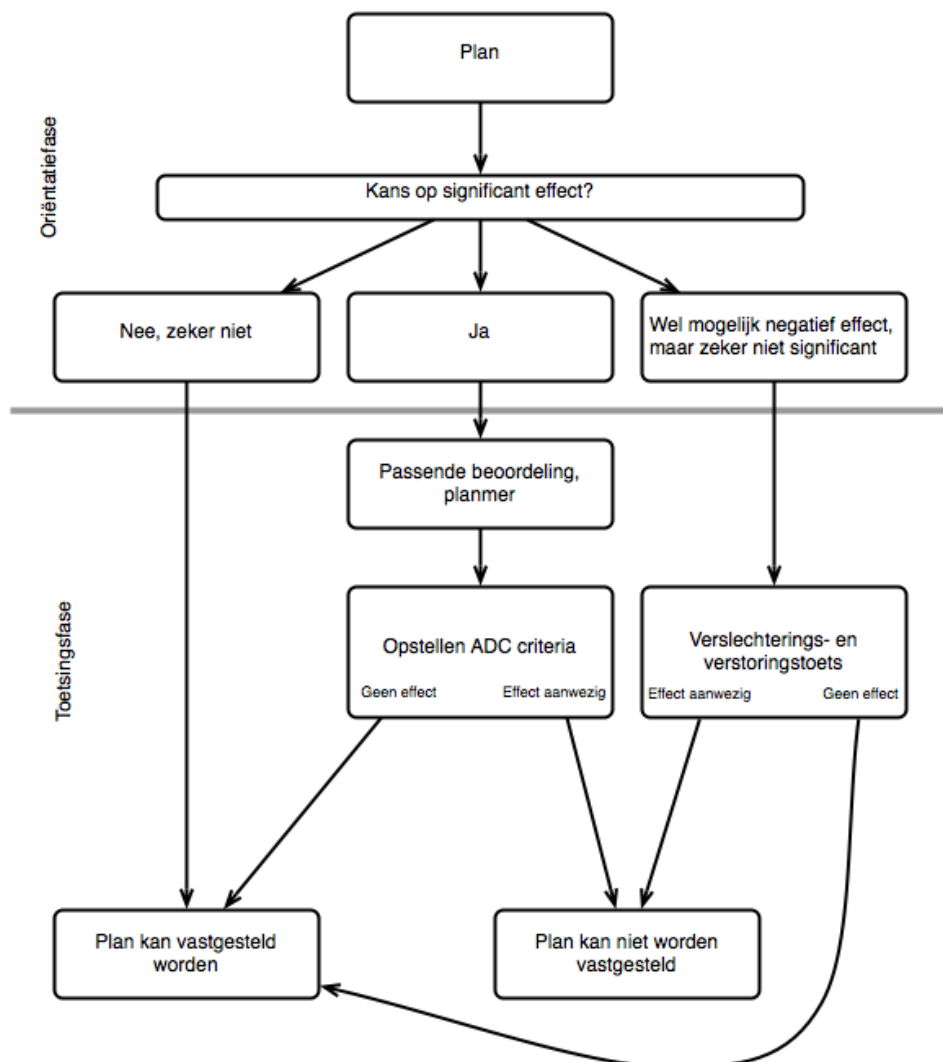 Plan
Oriëntatiefase
Kans op significant effect?
Nee, zeker niet
Ja
Wel mogelijk negatief effect,
maar zeker niet significant
Toetsingsfase
Passende beoordeling,
planmer
Opstellen ADC criteria
Geen effect
Effect aanwezig
Verslechterings- en
verstoringstoets
Effect aanwezig
Geen effect
Plan kan vastgesteld
worden
Plan kan niet worden
vastgesteld